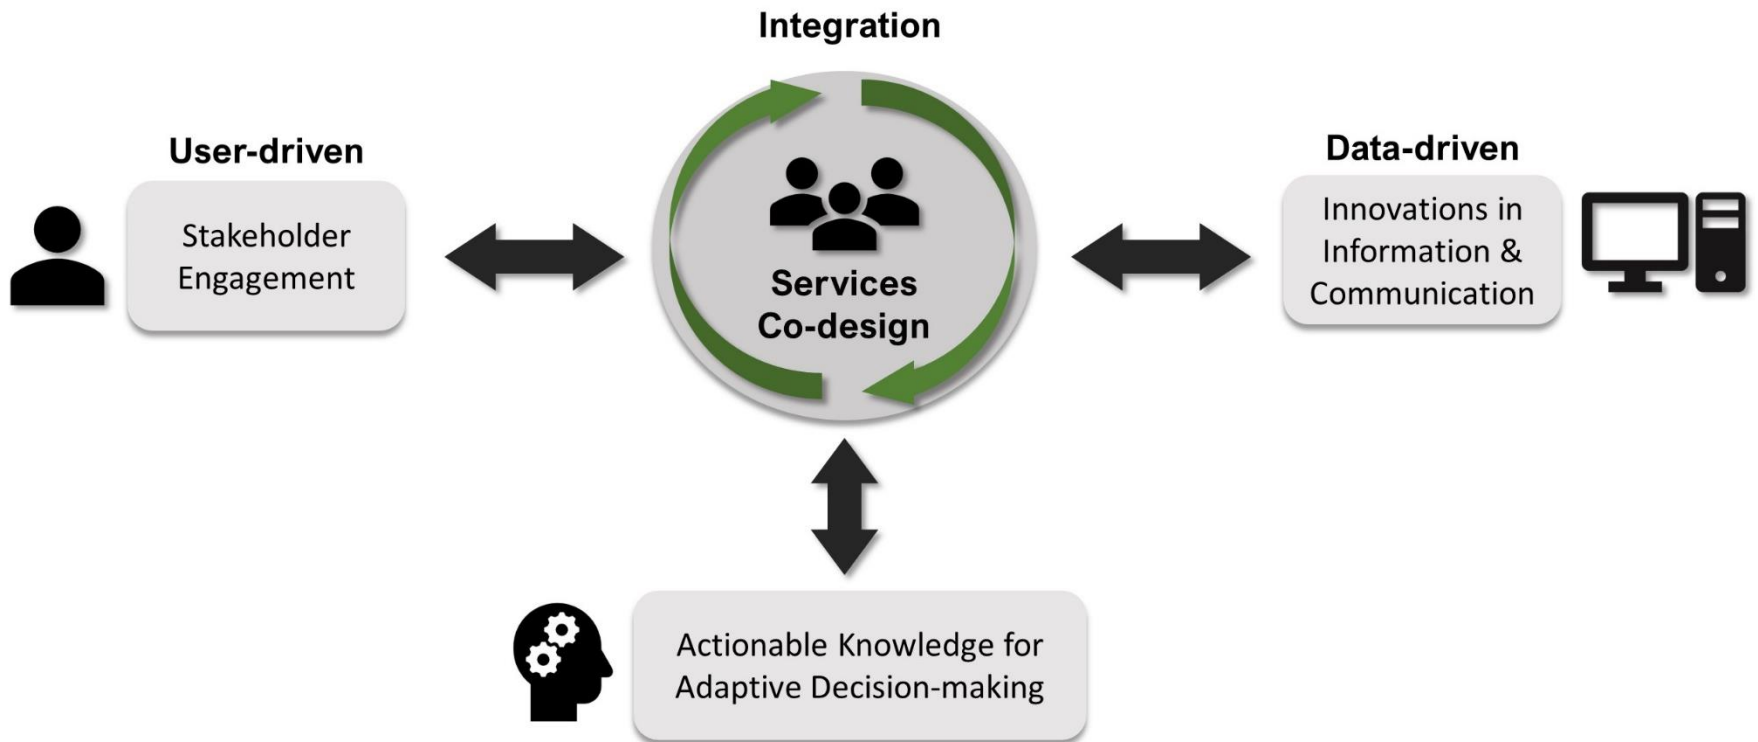 Integration
User-driven
Stakeholder
Engagement
Services
Co-design
Data-driven
Innovations in
Information &
Communication
Actionable Knowledge for
Adaptive Decision-making